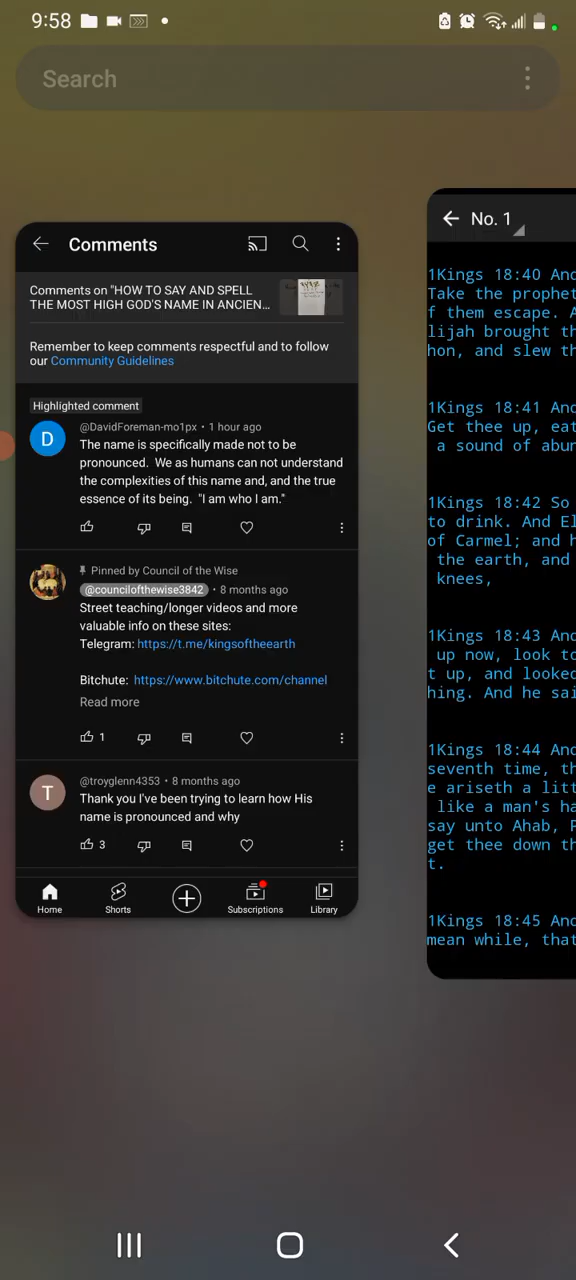 9:58
Search
Comments
Comments on "HOW TO SAY AND SPELL
THE MOST HIGH GOD'S NAME IN ANCIEN...
Remember to keep comments respectful and to follow
our Community Guidelines
Highlighted comment
D
@DavidForeman-mo1px • 1 hour ago
The name is specifically made not to be
pronounced. We as humans can not understand
the complexities of this name and, and the true
essence of its being. "I am who I am."
Pinned by Council of the Wise
@councilofthewise3842 • 8 months ago
Street teaching/longer videos and more
valuable info on these sites:
Telegram: https://t.me/kingsoftheearth
Bitchute: https://www.bitchute.com/channel
Read more
1
T
@troyglenn4353 • 8 months ago
Thank you I've been trying to learn how His
name is pronounced and why
3
Home
Shorts
Subscriptions
Library
No. 1
1Kings 18:40 And
Take the prophet
f them escape. A
lijah brought th
hon, and slew th
1Kings 18:41 And
Get thee up, eat
a sound of abun
1Kings 18:42 So
to drink. And El
of Carmel; and h
the earth, and
knees,
1Kings 18:43 And
up now, look to
t up, and looked
hing. And he sai
1Kings 18:44 And
seventh time, th
e ariseth a litt
like a man's ha
say unto Ahab, P
get thee down th
t.
1Kings 18:45 And
mean while, that